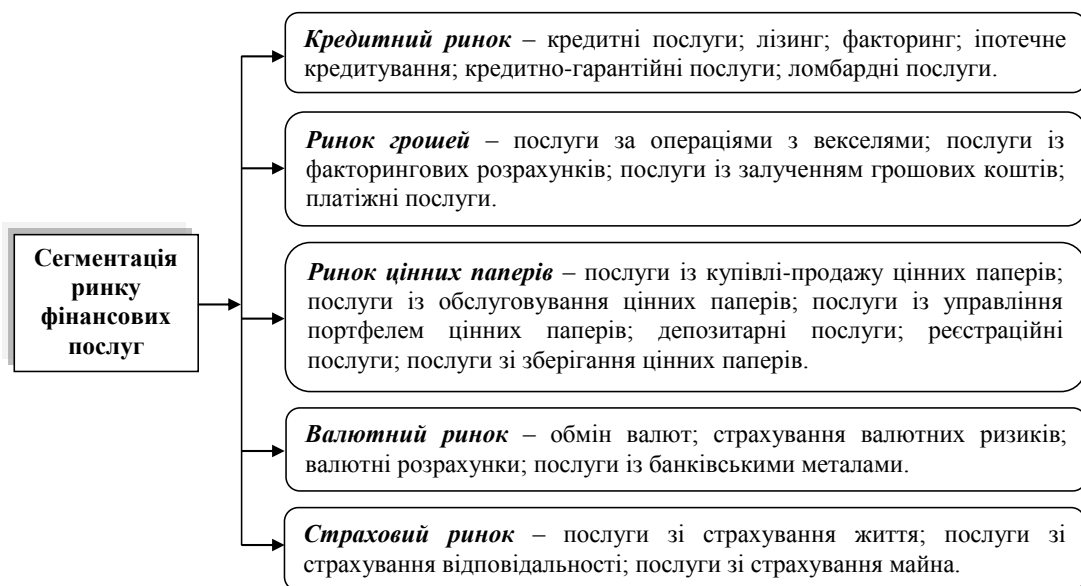 Сегментація
ринку
фінансових
послуг
Кредитний ринок – кредитні послуги; лізинг; факторинг; іпотечне
кредитування; кредитно-гарантійні послуги; ломбардні послуги.
Ринок грошей – послуги за операціями з векселями; послуги із
факторингових розрахунків; послуги із залученням грошових коштів;
платіжні послуги.
Ринок цінних паперів – послуги із купівлі-продажу цінних паперів;
послуги із обслуговування цінних паперів; послуги із управління
портфелем цінних паперів; депозитарні послуги; реєстраційні
послуги; послуги зі зберігання цінних паперів.
Валютний ринок – обмін валют; страхування валютних ризиків;
валютні розрахунки; послуги із банківськими металами.
Страховий ринок – послуги зі страхування життя; послуги зі
страхування відповідальності; послуги зі страхування майна.